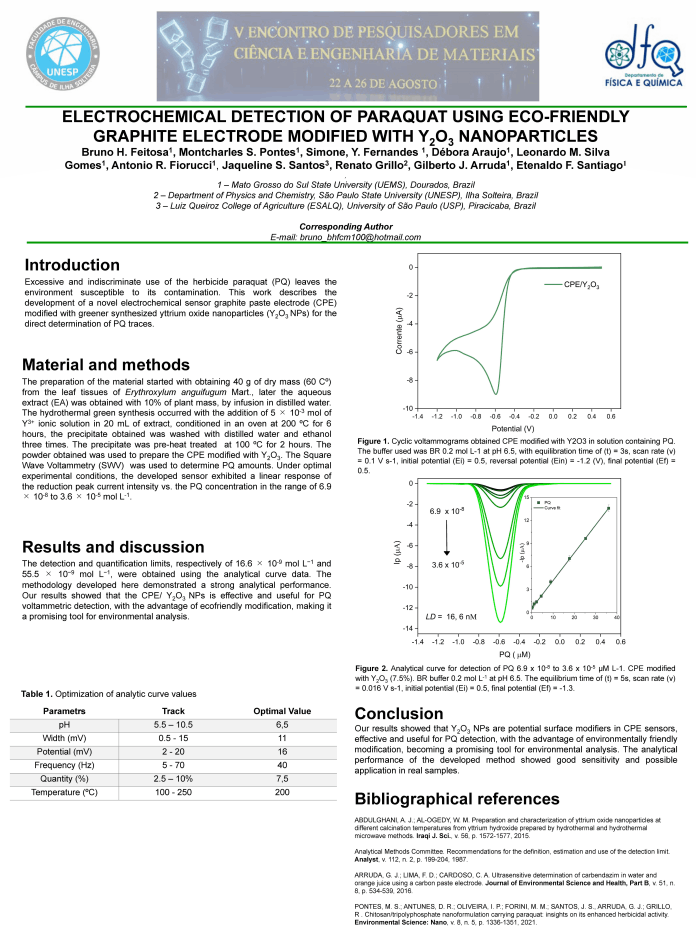 FACULDADE DE ENGENHARIA
UNESP
CÂMPUS DE ILHA SOLTEIRA
V ENCONTRO DE PESQUISADORES EM
CIÊNCIA E ENGENHARIA DE MATERIAIS
22 A 26 DE AGOSTO
dfq
Departamento de
FÍSICA E QUÍMICA
ELECTROCHEMICAL DETECTION OF PARAQUAT USING ECO-FRIENDLY
GRAPHITE ELECTRODE MODIFIED WITH Y₂O₃ NANOPARTICLES
Bruno H. Feitosa¹, Montcharles S. Pontes¹, Simone, Y. Fernandes ¹, Débora Araujo¹, Leonardo M. Silva
Gomes¹, Antonio R. Fiorucci¹, Jaqueline S. Santos³, Renato Grillo², Gilberto J. Arruda¹, Etenaldo F. Santiago¹
.
1 – Mato Grosso do Sul State University (UEMS), Dourados, Brazil
2 – Department of Physics and Chemistry, São Paulo State University (UNESP), Ilha Solteira, Brazil
3 – Luiz Queiroz College of Agriculture (ESALQ), University of São Paulo (USP), Piracicaba, Brazil
Corresponding Author
E-mail: bruno_bhfcm100@hotmail.com
Introduction
Excessive and indiscriminate use of the herbicide paraquat (PQ) leaves the
environment susceptible to its contamination. This work describes the
development of a novel electrochemical sensor graphite paste electrode (CPE)
modified with greener synthesized yttrium oxide nanoparticles (Y₂O₃ NPs) for the
direct determination of PQ traces.
Material and methods
The preparation of the material started with obtaining 40 g of dry mass (60 Cº)
from the leaf tissues of Erythroxylum anguifugum Mart., later the aqueous
extract (EA) was obtained with 10% of plant mass, by infusion in distilled water.
The hydrothermal green synthesis occurred with the addition of 5 × 10⁻³ mol of
Y³⁺ ionic solution in 20 mL of extract, conditioned in an oven at 200 ºC for 6
hours, the precipitate obtained was washed with distilled water and ethanol
three times. The precipitate was pre-heat treated at 100 ºC for 2 hours. The
powder obtained was used to prepare the CPE modified with Y₂O₃. The Square
Wave Voltammetry (SWV) was used to determine PQ amounts. Under optimal
experimental conditions, the developed sensor exhibited a linear response of
the reduction peak current intensity vs. the PQ concentration in the range of 6.9
× 10⁻⁸ to 3.6 × 10⁻⁵ mol L⁻¹.
Results and discussion
The detection and quantification limits, respectively of 16.6 × 10⁻⁹ mol L⁻¹ and
55.5 × 10⁻⁹ mol L⁻¹, were obtained using the analytical curve data. The
methodology developed here demonstrated a strong analytical performance.
Our results showed that the CPE/ Y₂O₃ NPs is effective and useful for PQ
voltammetric detection, with the advantage of ecofriendly modification, making it
a promising tool for environmental analysis.
Table 1. Optimization of analytic curve values
Parametrs Track Optimal Value
pH 5.5 – 10.5 6,5
Width (mV) 0.5 - 15 11
Potential (mV) 2 - 20 16
Frequency (Hz) 5 - 70 40
Quantity (%) 2.5 – 10% 7,5
Temperature (ºC) 100 - 250 200
CPE/Y₂O₃
Corrente (µA)
0
-2
-4
-6
-8
-10
-1.4 -1.2 -1.0 -0.8 -0.6 -0.4 -0.2 0.0 0.2 0.4 0.6
Potential (V)
Figure 1. Cyclic voltammograms obtained CPE modified with Y2O3 in solution containing PQ.
The buffer used was BR 0.2 mol L-1 at pH 6.5, with equilibration time of (t) = 3s, scan rate (v)
= 0.1 V s-1, initial potential (Ei) = 0.5, reversal potential (Ein) = -1.2 (V), final potential (Ef) =
0.5.
Ip (µA)
0
-2
-4
-6
-8
-10
-12
-14
6.9 x 10⁻⁸
3.6 x 10⁻⁵
LD = 16, 6 nM
PQ
Curve fit
-Ip (µA)
15
12
9
6
3
0
0 10 20 30 40
-1.4 -1.2 -1.0 -0.8 -0.6 -0.4 -0.2 0.0 0.2 0.4 0.6
PQ ( µM)
Figure 2. Analytical curve for detection of PQ 6.9 x 10⁻⁸ to 3.6 x 10⁻⁵ µM L-1. CPE modified
with Y₂O₃ (7.5%). BR buffer 0.2 mol L⁻¹ at pH 6.5. The equilibrium time of (t) = 5s, scan rate (v)
= 0.016 V s-1, initial potential (Ei) = 0.5, final potential (Ef) = -1.3.
Conclusion
Our results showed that Y₂O₃ NPs are potential surface modifiers in CPE sensors,
effective and useful for PQ detection, with the advantage of environmentally friendly
modification, becoming a promising tool for environmental analysis. The analytical
performance of the developed method showed good sensitivity and possible
application in real samples.
Bibliographical references
ABDULGHANI, A. J.; AL-OGEDY, W. M. Preparation and characterization of yttrium oxide nanoparticles at
different calcination temperatures from yttrium hydroxide prepared by hydrothermal and hydrothermal
microwave methods. Iraqi J. Sci., v. 56, p. 1572-1577, 2015.
Analytical Methods Committee. Recommendations for the definition, estimation and use of the detection limit.
Analyst, v. 112, n. 2, p. 199-204, 1987.
ARRUDA, G. J.; LIMA, F. D.; CARDOSO, C. A. Ultrasensitive determination of carbendazim in water and
orange juice using a carbon paste electrode. Journal of Environmental Science and Health, Part B, v. 51, n.
8, p. 534-539, 2016.
PONTES, M. S.; ANTUNES, D. R.; OLIVEIRA, I. P.; FORINI, M. M.; SANTOS, J. S., ARRUDA, G. J.; GRILLO,
R . Chitosan/tripolyphosphate nanoformulation carrying paraquat: insights on its enhanced herbicidal activity.
Environmental Science: Nano, v. 8, n. 5, p. 1336-1351, 2021.